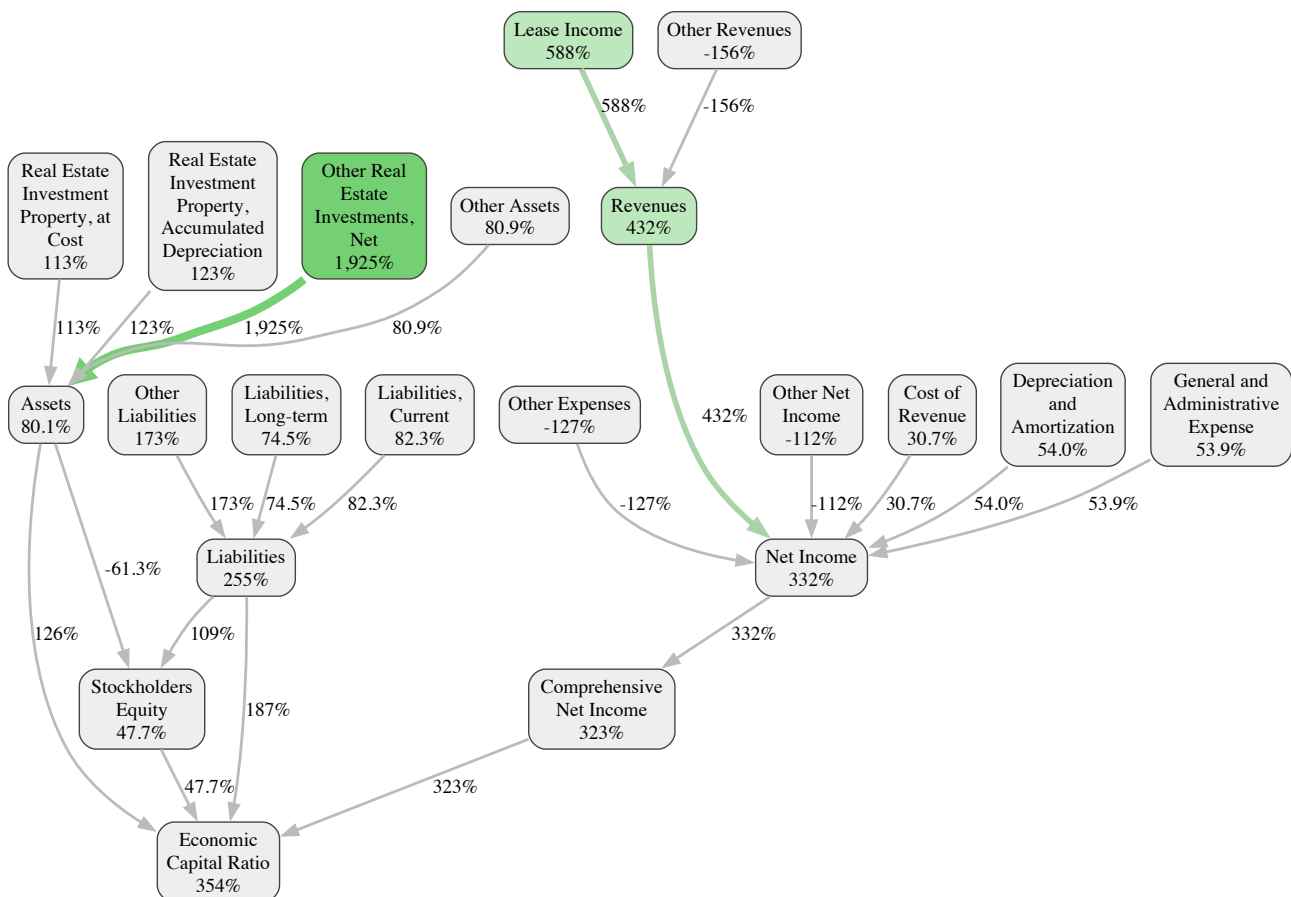 Lease Income
588%
Other Revenues
-156%
588%
-156%
Real Estate
Investment
Property, at
Cost
113%
Real Estate
Investment
Property,
Accumulated
Depreciation
123%
Other Real
Estate
Investments,
Net
1,925%
Other Assets
80.9%
Revenues
432%
113%
123%
1,925%
80.9%
Assets
80.1%
Other
Liabilities
173%
Liabilities,
Long-term
74.5%
Liabilities,
Current
82.3%
Other Expenses
-127%
432%
Other Net
Income
-112%
Cost of
Revenue
30.7%
Depreciation
and
Amortization
54.0%
General and
Administrative
Expense
53.9%
173%
74.5%
82.3%
-127%
-112%
30.7%
54.0%
53.9%
-61.3%
Liabilities
255%
Net Income
332%
126%
109%
332%
Stockholders
Equity
47.7%
187%
Comprehensive
Net Income
323%
47.7%
323%
Economic
Capital Ratio
354%